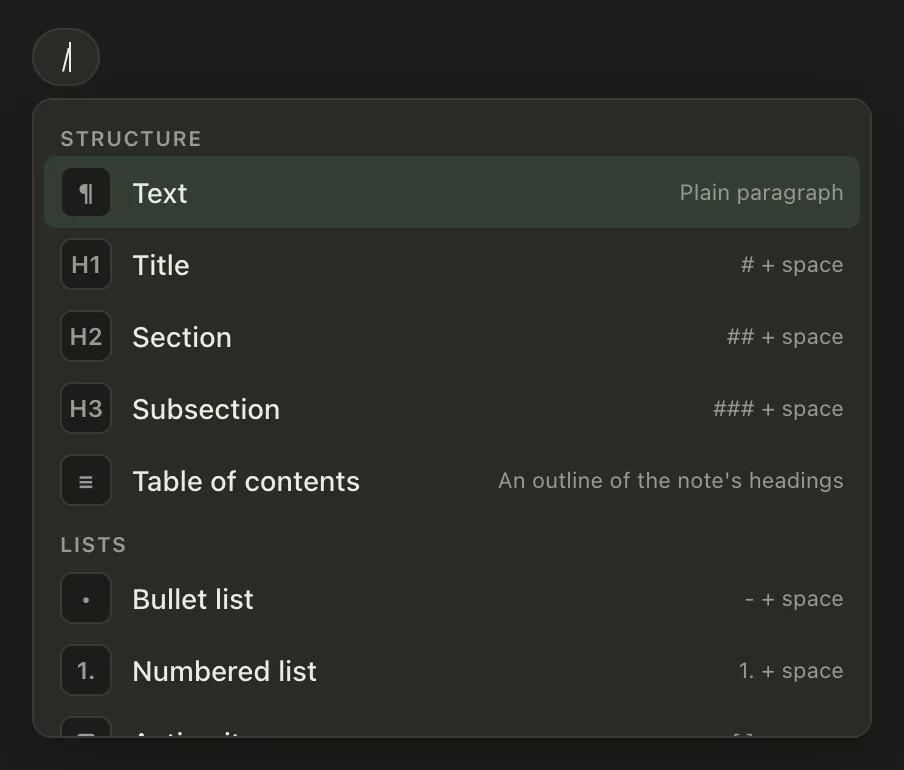 /
STRUCTURE
¶ Text Plain paragraph
H1 Title # + space
H2 Section ## + space
H3 Subsection ### + space
≡ Table of contents An outline of the note's headings
LISTS
• Bullet list - + space
1. Numbered list 1. + space